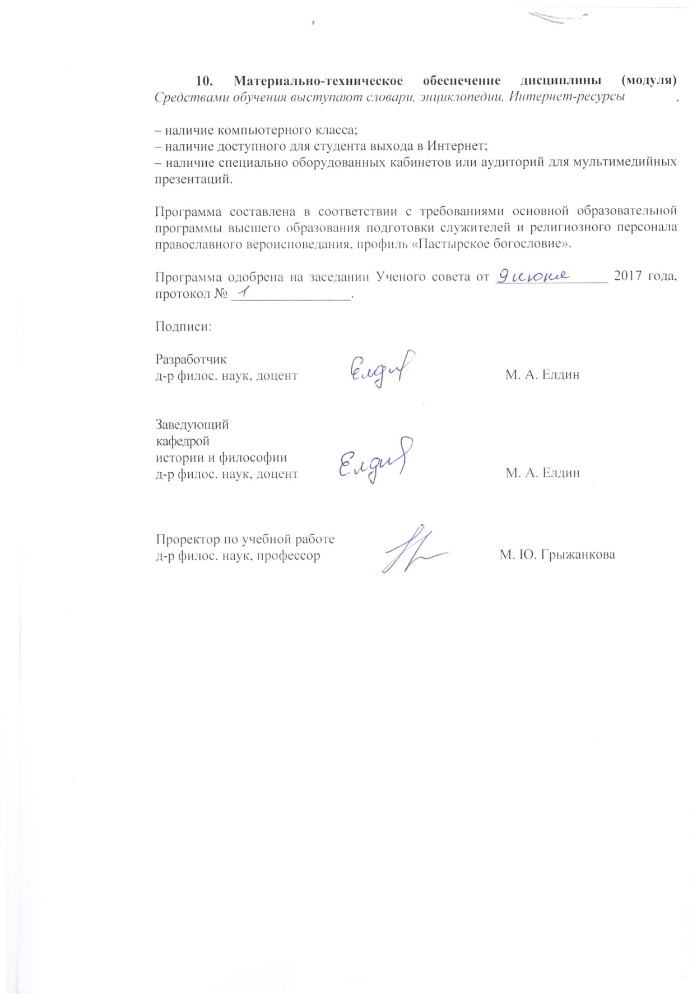 10. Материально-техническое обеспечение дисциплины (модуля)
Средствами обучения выступают словари, энциклопедии, Интернет-ресурсы
– наличие компьютерного класса;
– наличие доступного для студента выхода в Интернет;
– наличие специально оборудованных кабинетов или аудиторий для мультимедийных
презентаций.
Программа составлена в соответствии с требованиями основной образовательной
программы высшего образования подготовки служителей и религиозного персонала
православного вероисповедания, профиль «Пастырское богословие».
Программа одобрена на заседании Ученого совета от 9 июня 2017 года,
протокол № 1.
Подписи:
Разработчик
д-р филос. наук, доцент Елдин М. А. Елдин
Заведующий
кафедрой
истории и философии
д-р филос. наук, доцент Елдин М. А. Елдин
Проректор по учебной работе
д-р филос. наук, профессор М. Ю. Грыжанкова